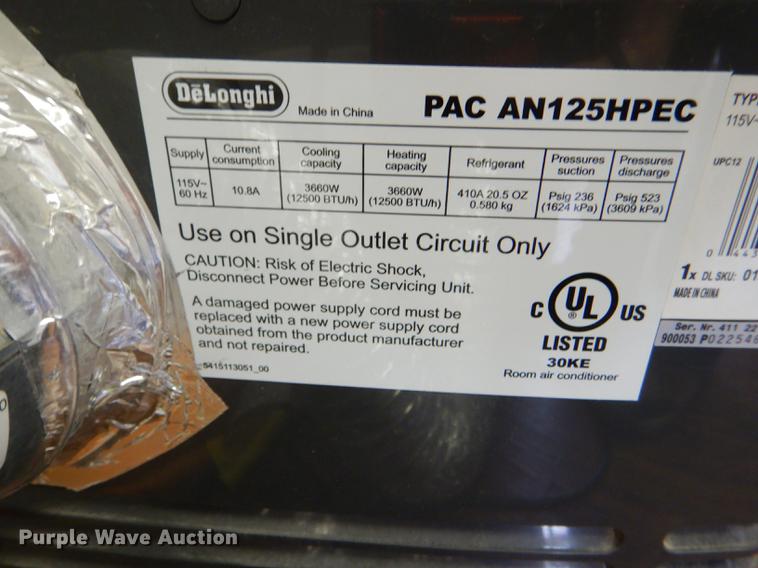 DeLonghi
Made in China
PAC AN125HPEC
Supply
Current consumption
Cooling capacity
Heating capacity
Refrigerant
Pressures suction
Pressures discharge
115V~ 60 Hz
10.8A
3660W (12500 BTU/h)
3660W (12500 BTU/h)
410A 20.5 OZ 0.580 kg
Psig 236 (1624 kPa)
Psig 523 (3609 kPa)
Use on Single Outlet Circuit Only
CAUTION: Risk of Electric Shock,
Disconnect Power Before Servicing Unit.
A damaged power supply cord must be
replaced with a new power supply cord
obtained from the product manufacturer
and not repaired.
5415113051_00
C UL ® US
LISTED
30KE
Room air conditioner
115V~
UPC12
1x DL SKU: 01
MADE IN CHINA
Ser. Nr. 411 22
900053
Purple Wave Auction